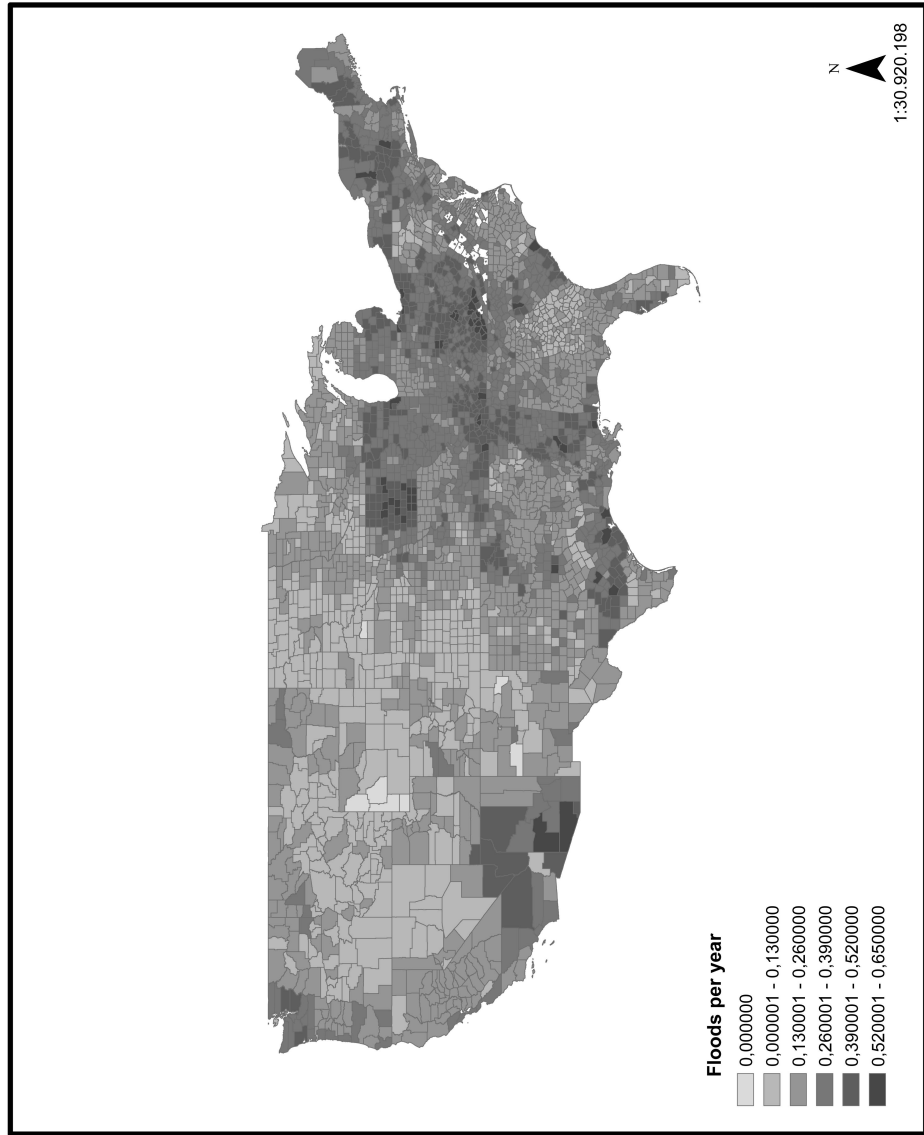 Floods per year
0,000000
0,000001 - 0,130000
0,130001 - 0,260000
0,260001 - 0,390000
0,390001 - 0,520000
0,520001 - 0,650000
N
1:30.920.198